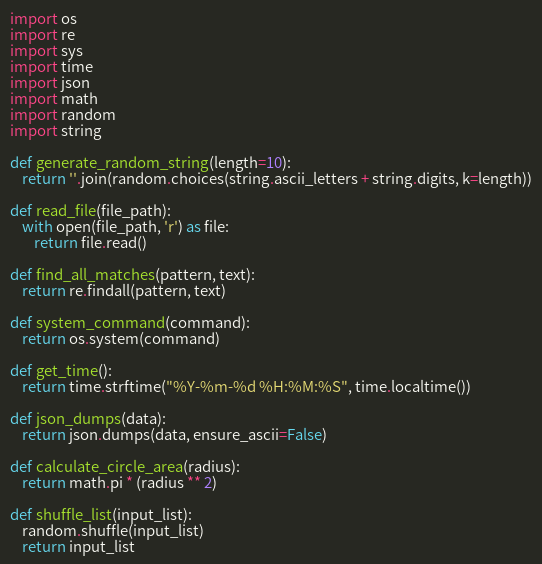 import os
import re
import sys
import time
import json
import math
import random
import string

def generate_random_string(length=10):
    return ''.join(random.choices(string.ascii_letters + string.digits, k=length))

def read_file(file_path):
    with open(file_path, 'r') as file:
        return file.read()

def find_all_matches(pattern, text):
    return re.findall(pattern, text)

def system_command(command):
    return os.system(command)

def get_time():
    return time.strftime("%Y-%m-%d %H:%M:%S", time.localtime())

def json_dumps(data):
    return json.dumps(data, ensure_ascii=False)

def calculate_circle_area(radius):
    return math.pi * (radius ** 2)

def shuffle_list(input_list):
    random.shuffle(input_list)
    return input_list